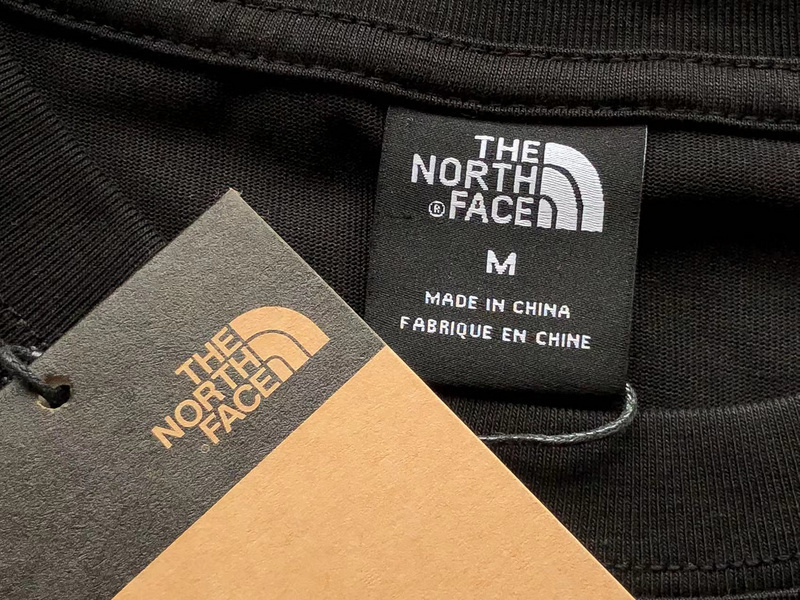 THE
NORTH
® FACE
M
MADE IN CHINA
FABRIQUE EN CHINE
THE
NORTH
FACE
®